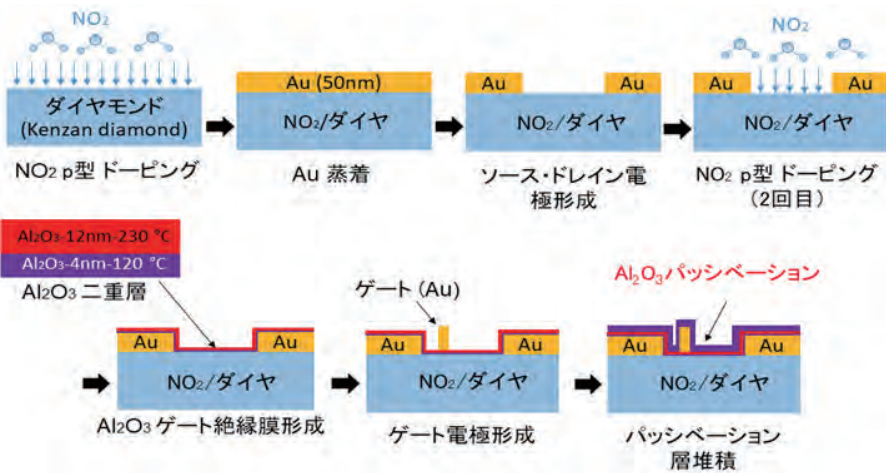 NO₂
NO₂
Au (50nm)
Au
Au
Au
Au
ダイヤモンド
(Kenzan diamond)
NO₂/ダイヤ
NO₂/ダイヤ
NO₂/ダイヤ
NO₂ p型 ドーピング
Au 蒸着
ソース・ドレイン電
極形成
NO₂ p型 ドーピング
（2回目）
Al₂O₃-12nm-230 °C
Al₂O₃-4nm-120 °C
Al₂O₃ 二重層
ゲート (Au)
Al₂O₃ パッシベーション
Au
Au
Au
Au
Au
Au
NO₂/ダイヤ
NO₂/ダイヤ
NO₂/ダイヤ
Al₂O₃ ゲート絶縁膜形成
ゲート電極形成
パッシベーション
層堆積